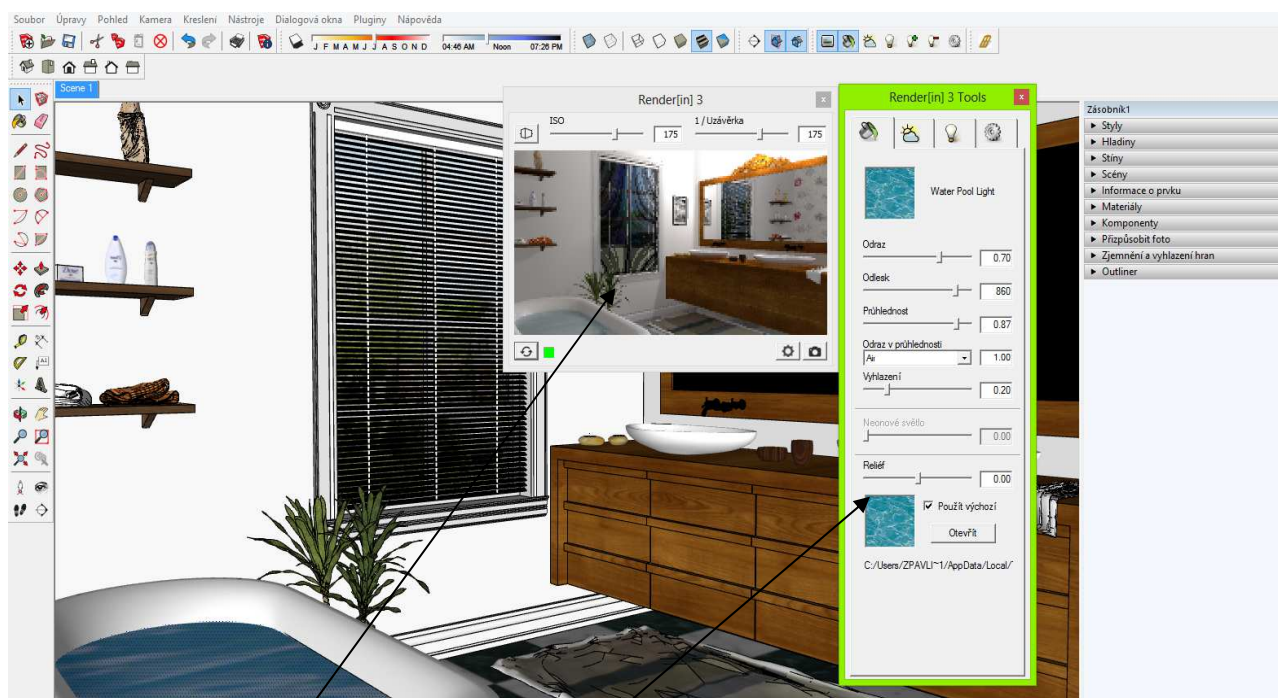 Soubor Úpravy Pohled Kamera Kreslení Nástroje Dialogová okna Pluginy Nápověda
J F M A M J J A S O N D 04:46 AM Noon 07:26 PM
Scene 1
Render[in] 3
ISO 175 1 / Uzávěrka 175
Render[in] 3 Tools
Water Pool Light
Odraz
0.70
Odlesk
860
Průhlednost
0.87
Odraz v průhlednosti
Air 1.00
Vyhlazení
0.20
Neonové světlo
0.00
Reliéf
0.00
Použít výchozí
Otevřít
C:/Users/ZPAVLI~1/AppData/Local/
Zásobník1
Styly
Hladiny
Stíny
Scény
Informace o prvku
Materiály
Komponenty
Přizpůsobit foto
Zjemnění a vyhlazení hran
Outliner